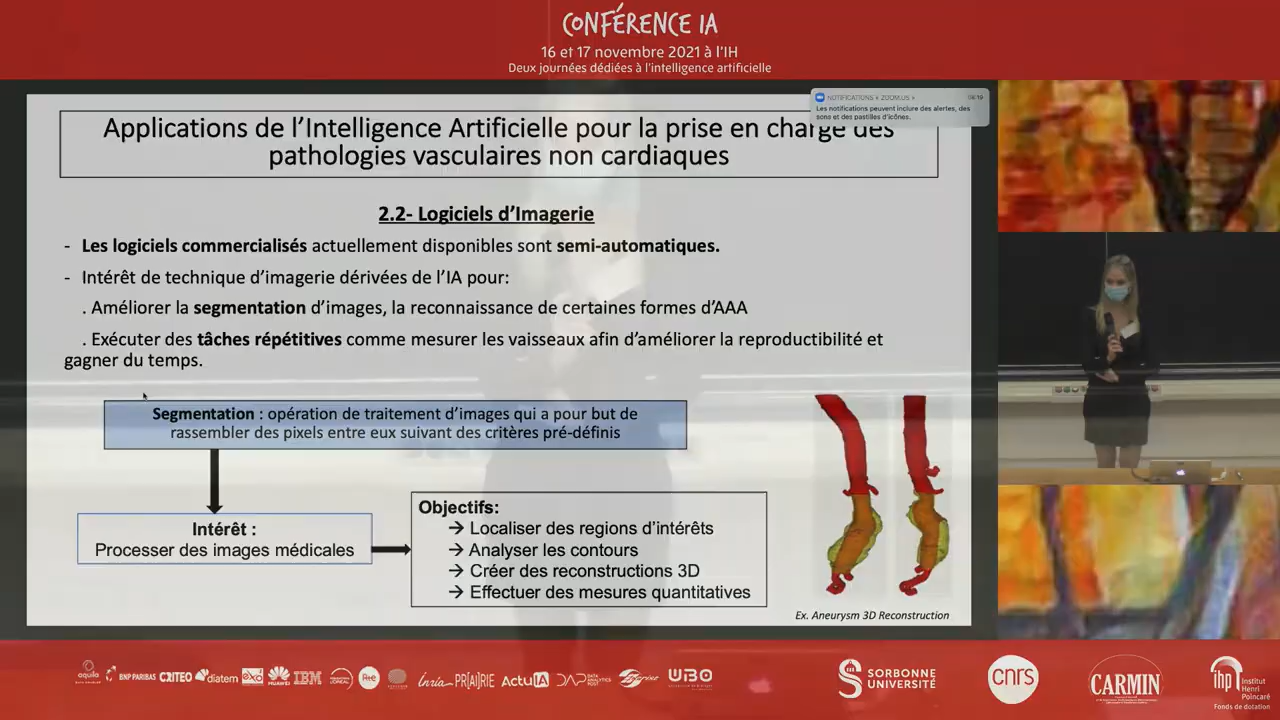 CONFÉRENCE IA
16 et 17 novembre 2021 à l'IH
Deux journées dédiées à l'intelligence artificielle
NOTIFICATIONS « ZOOM.US »
Les notifications peuvent inclure des alertes, des
sons et des pastilles d'icônes.
Applications de l'Intelligence Artificielle pour la prise en charge des
pathologies vasculaires non cardiaques
2.2- Logiciels d'Imagerie
- Les logiciels commercialisés actuellement disponibles sont semi-automatiques.
- Intérêt de technique d'imagerie dérivées de l'IA pour:
. Améliorer la segmentation d'images, la reconnaissance de certaines formes d'AAA
. Exécuter des tâches répétitives comme mesurer les vaisseaux afin d'améliorer la reproductibilité et
gagner du temps.
Segmentation : opération de traitement d'images qui a pour but de
rassembler des pixels entre eux suivant des critères pré-définis
Intérêt :
Processer des images médicales
Objectifs:
→ Localiser des regions d'intérêts
→ Analyser les contours
→ Créer des reconstructions 3D
→ Effectuer des mesures quantitatives
Ex. Aneurysm 3D Reconstruction
aquila
BNP PARIBAS
CRITEO
diatem
exo
HUAWEI
IBM
Inria
PR[AI]RIE
ActuIA
DAP DATA ANALYTICS POST
WBO
SORBONNE
UNIVERSITÉ
cnrs
CARMIN
ihp
Institut
Henri
Poincaré
Fonds de dotation